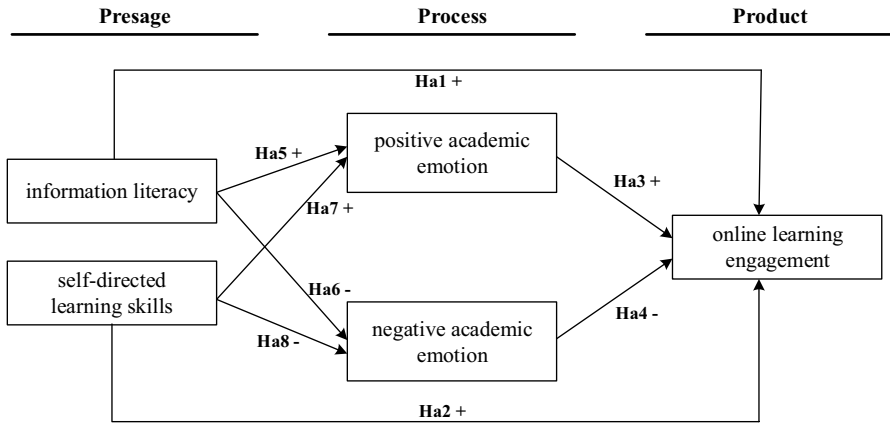 Presage
Process
Product
Ha1 +
information literacy
self-directed
learning skills
Ha5 +
Ha7 +
Ha6 -
Ha8 -
positive academic
emotion
negative academic
emotion
Ha3 +
Ha4 -
online learning
engagement
Ha2 +